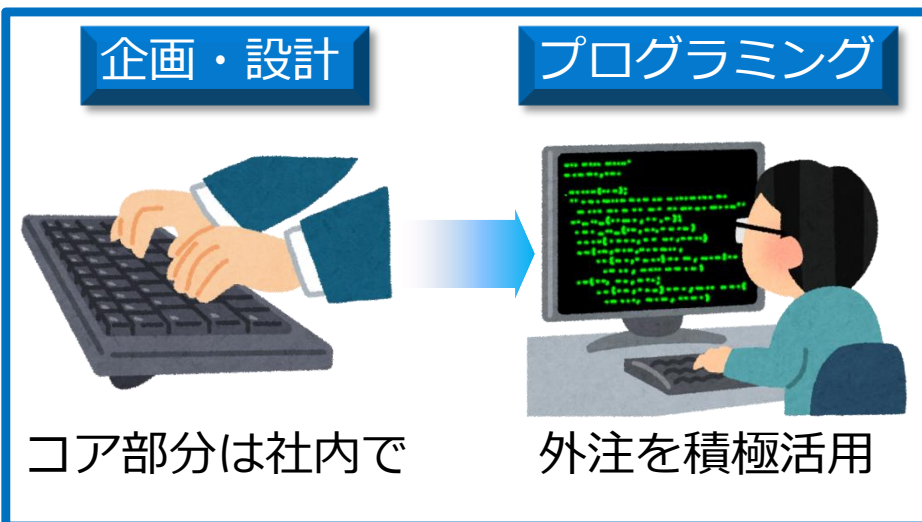 企画・設計
プログラミング
コア部分は社内で
外注を積極活用